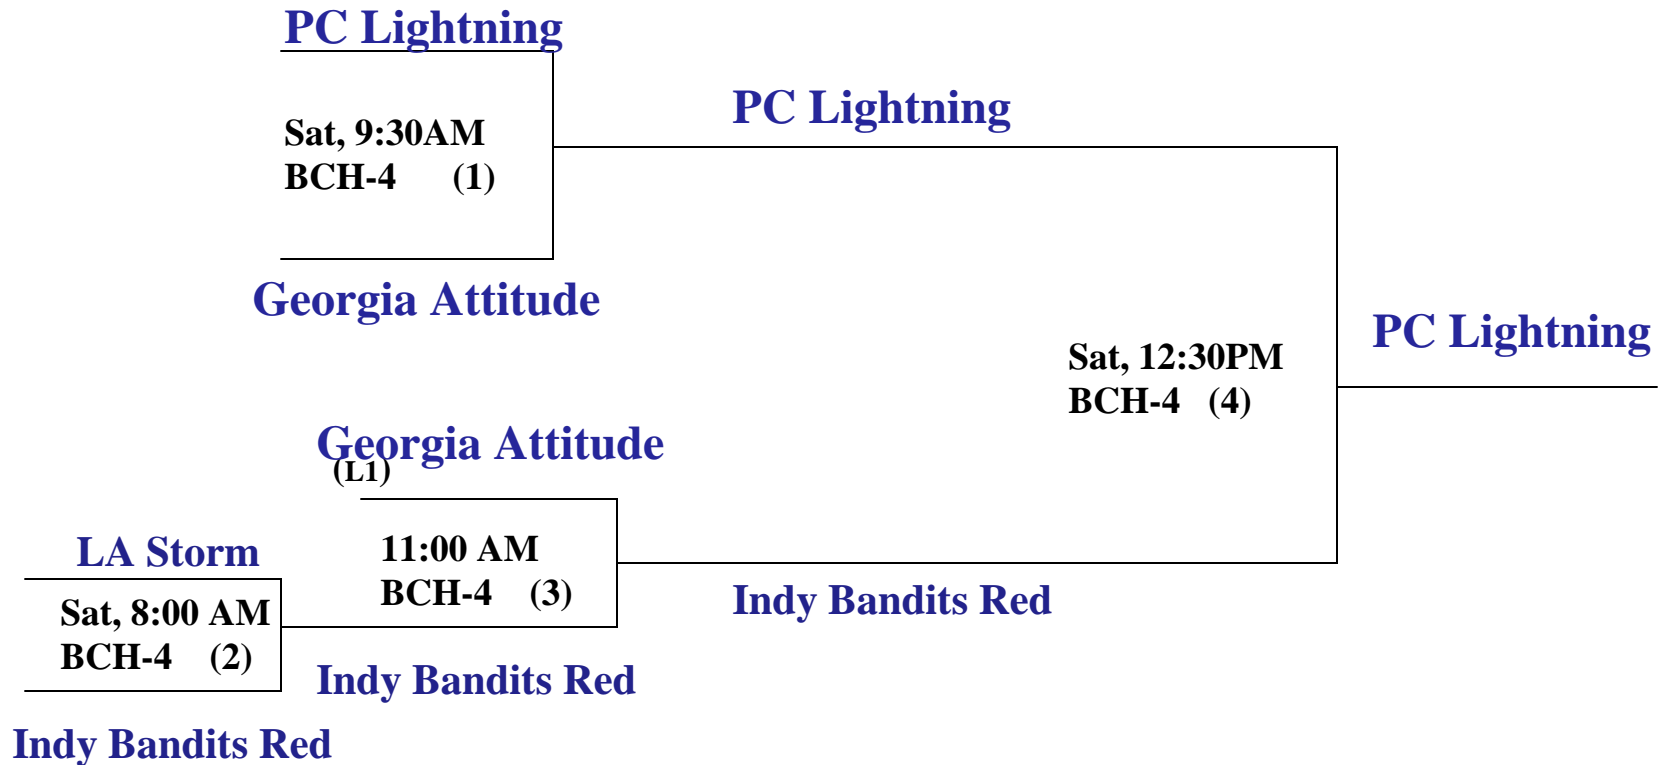 PC Lightning
PC Lightning
Sat, 9:30AM
BCH-4 (1)
Georgia Attitude
PC Lightning
Sat, 12:30PM
BCH-4 (4)
Georgia Attitude
(L1)
LA Storm
11:00 AM
BCH-4 (3)
Indy Bandits Red
Sat, 8:00 AM
BCH-4 (2)
Indy Bandits Red
Indy Bandits Red